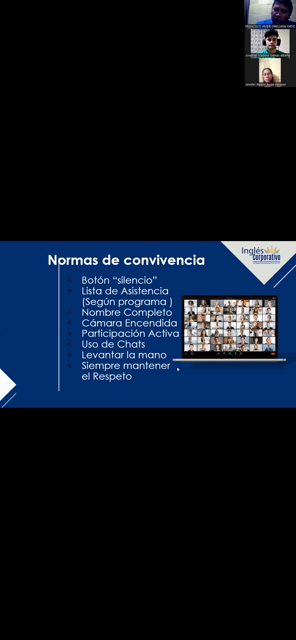 Normas de convivencia
Inglés
Corporativo
Botón “silencio”
Lista de Asistencia
(Según programa )
Nombre Completo
Cámara Encendida
Participación Activa
Uso de Chats
Levantar la mano
Siempre mantener
el Respeto